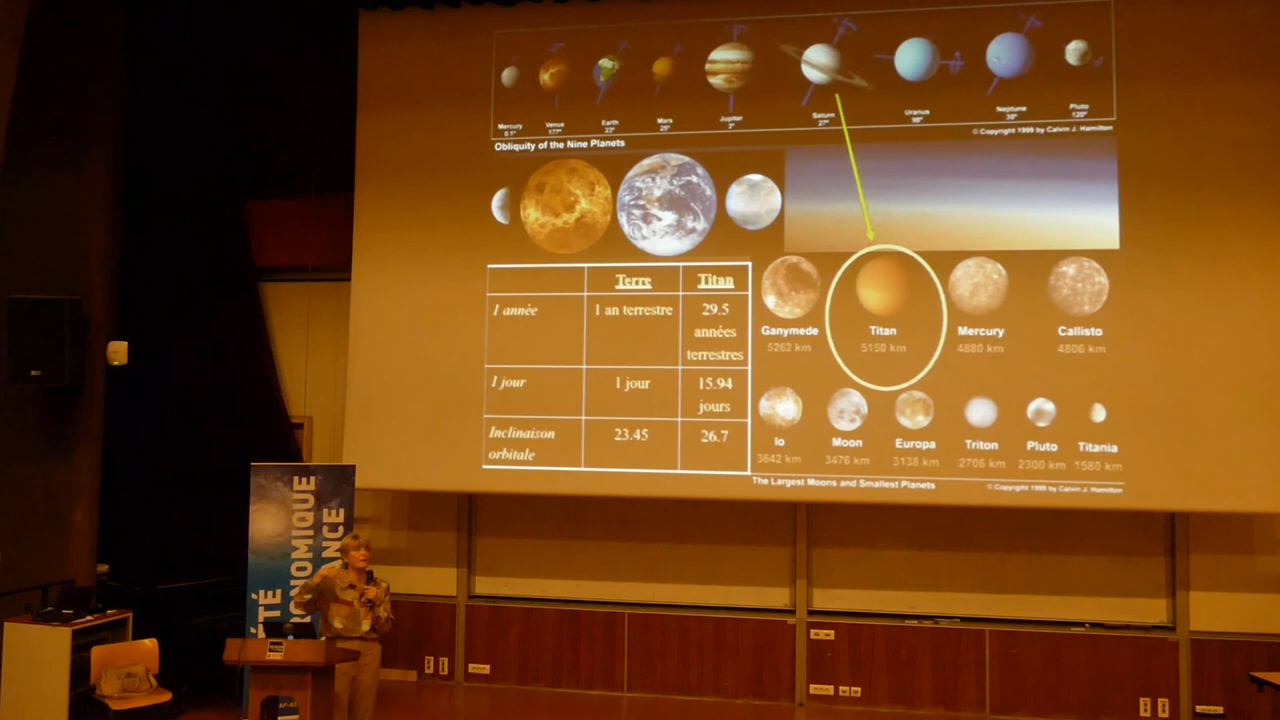 Mercury Venus Earth Mars Jupiter Saturn Uranus Neptune Pluto
0.1° 177° 23° 25° 3° 27° 98° 30° 120°
© Copyright 1999 by Calvin J. Hamilton
Obliquity of the Nine Planets
Terre Titan
1 année 1 an terrestre 29.5
années
terrestres
1 jour 1 jour 15.94
jours
Inclinaison 23.45 26.7
orbitale
Ganymede Titan Mercury Callisto
5262 km 5150 km 4880 km 4806 km
Io Moon Europa Triton Pluto Titania
3642 km 3476 km 3138 km 2706 km 2300 km 1580 km
The Largest Moons and Smallest Planets
© Copyright 1999 by Calvin J. Hamilton
ÉTÉ
ONOMIQUE
ANCE